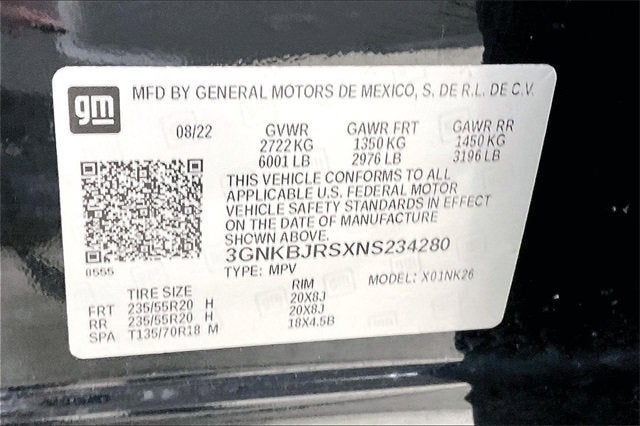 gm MFD BY GENERAL MOTORS DE MEXICO, S. DE R.L. DE C.V.
08/22 GVWR GAWR FRT GAWR RR
2722 KG 1350 KG 1450 KG
6001 LB 2976 LB 3196 LB
THIS VEHICLE CONFORMS TO ALL
APPLICABLE U.S. FEDERAL MOTOR
VEHICLE SAFETY STANDARDS IN EFFECT
ON THE DATE OF MANUFACTURE
SHOWN ABOVE.
3GNKBJRSXNS234280
8555 TYPE: MPV MODEL: X01NK26
TIRE SIZE RIM
FRT 235/55R20 H 20X8J
RR 235/55R20 H 20X8J
SPA T135/70R18 M 18X4.5B